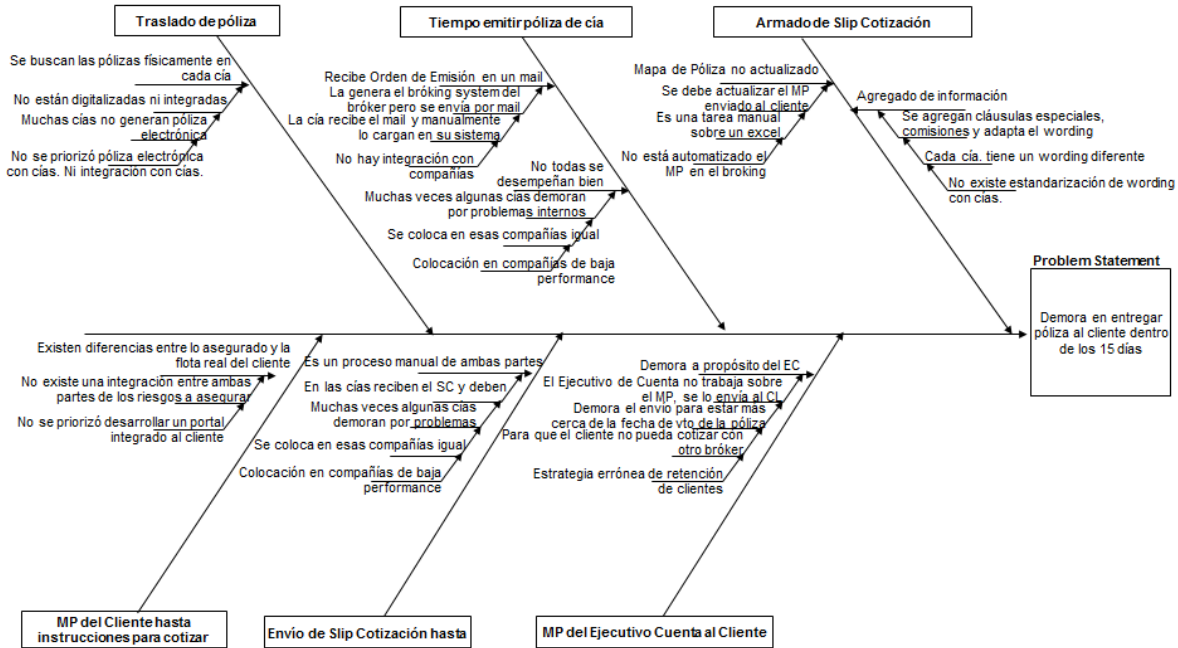 Traslado de póliza
Se buscan las pólizas físicamente en
cada cía
No están digitalizadas ni integradas
Muchas cías no generan póliza
electrónica
No se priorizó póliza electrónica
con cías. Ni integración con cías.
Tiempo emitir póliza de cía
Recibe Orden de Emisión en un mail
La genera el bróking system del
bróker pero se envía por mail
La cía recibe el mail y manualmente
lo cargan en su sistema
No hay integración con
compañías
No todas se
desempeñan bien
Muchas veces algunas cías demoran
por problemas internos
Se coloca en esas compañías igual
Colocación en compañías de baja
performance
Armado de Slip Cotización
Mapa de Póliza no actualizado
Se debe actualizar el MP
enviado al cliente
Es una tarea manual
sobre un excel
No está automatizado el
MP en el broking
Agregado de información
Se agregan cláusulas especiales,
comisiones y adapta el wording
Cada cía. tiene un wording diferente
No existe estandarización de wording
con cías.
Problem Statement
Demora en entregar
póliza al cliente dentro
de los 15 días
Existen diferencias entre lo asegurado y la
flota real del cliente
No existe una integración entre ambas
partes de los riesgos a asegurar
No se priorizó desarrollar un portal
integrado al cliente
MP del Cliente hasta
instrucciones para cotizar
Es un proceso manual de ambas partes
En las cías reciben el SC y deben
Muchas veces algunas cías
demoran por problemas
Se coloca en esas compañías igual
Colocación en compañías de baja
performance
Envío de Slip Cotización hasta
Demora a propósito del EC
El Ejecutivo de Cuenta no trabaja sobre
el MP, se lo envía al CL
Demora el envío para estar más
cerca de la fecha de vto de la póliza
Para que el cliente no pueda cotizar con
otro bróker
Estrategia errónea de retención
de clientes
MP del Ejecutivo Cuenta al Cliente